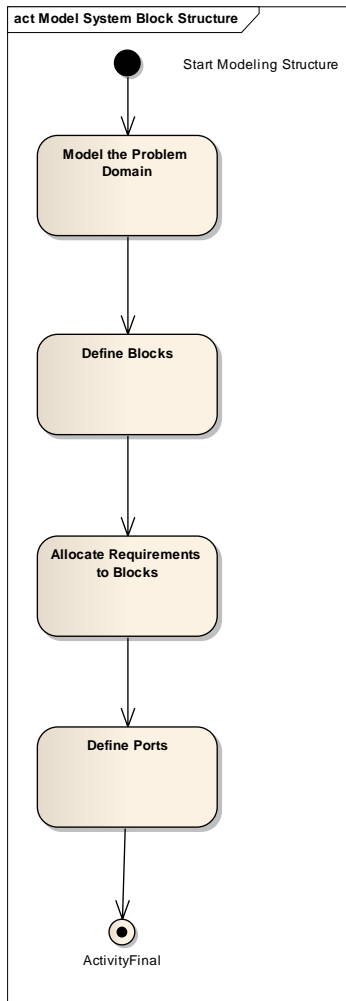 act Model System Block Structure
Start Modeling Structure
Model the Problem
Domain
Define Blocks
Allocate Requirements
to Blocks
Define Ports
ActivityFinal